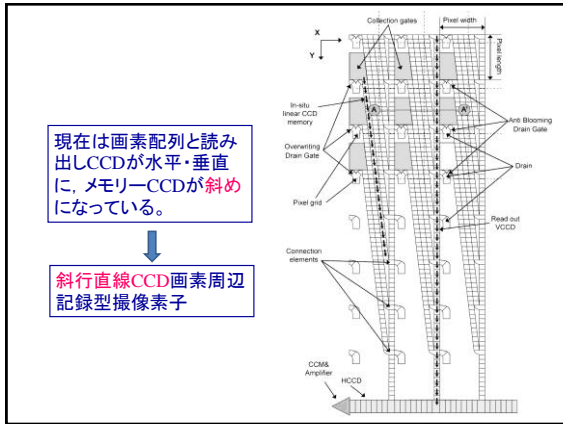 現在は画素配列と読み
出しCCDが水平・垂直
に，メモリーCCDが斜め
になっている。
斜行直線CCD画素周辺
記録型撮像素子
X
Y
Collection gates
Pixel width
Pixel length
In-situ
linear CCD
memory
A
A'
Overwriting
Drain Gate
Anti Blooming
Drain Gate
Drain
Pixel grid
Read out
VCCD
Connection
elements
CCM&
Amplifier
HCCD